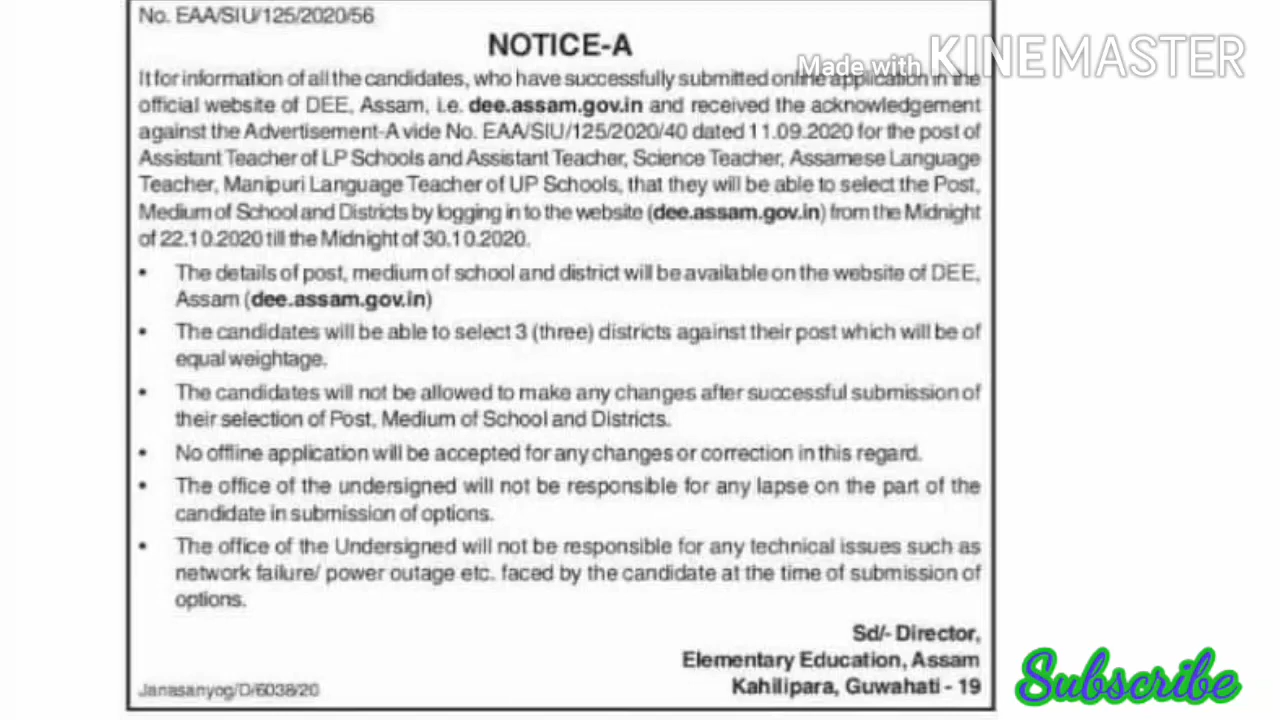 No. EAA/SIU/125/2020/56
NOTICE-A
Made with KINEMASTER
It for information of all the candidates, who have successfully submitted online application in the
official website of DEE, Assam, i.e. dee.assam.gov.in and received the acknowledgement
against the Advertisement-A vide No. EAA/SIU/125/2020/40 dated 11.09.2020 for the post of
Assistant Teacher of LP Schools and Assistant Teacher, Science Teacher, Assamese Language
Teacher, Manipuri Language Teacher of UP Schools, that they will be able to select the Post,
Medium of School and Districts by logging in to the website (dee.assam.gov.in) from the Midnight
of 22.10.2020 till the Midnight of 30.10.2020.
• The details of post, medium of school and district will be available on the website of DEE,
Assam (dee.assam.gov.in)
• The candidates will be able to select 3 (three) districts against their post which will be of
equal weightage.
• The candidates will not be allowed to make any changes after successful submission of
their selection of Post, Medium of School and Districts.
• No offline application will be accepted for any changes or correction in this regard.
• The office of the undersigned will not be responsible for any lapse on the part of the
candidate in submission of options.
• The office of the Undersigned will not be responsible for any technical issues such as
network failure/ power outage etc. faced by the candidate at the time of submission of
options.
Sd/- Director,
Elementary Education, Assam
Kahilipara, Guwahati - 19
Janasanyog/D/6038/20
Subscribe